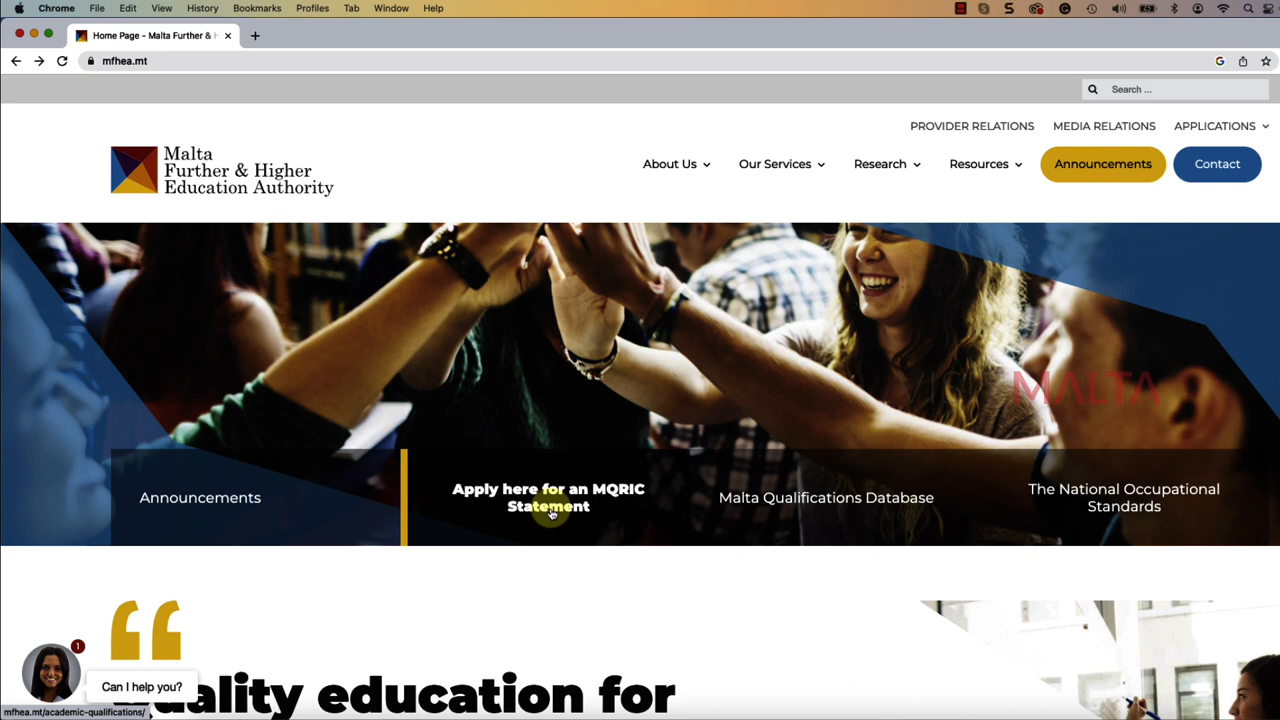 Chrome File Edit View History Bookmarks Profiles Tab Window Help
Home Page - Malta Further & H
mfhea.mt
Search ...
PROVIDER RELATIONS MEDIA RELATIONS APPLICATIONS
Malta
Further & Higher
Education Authority
About Us Our Services Research Resources Announcements Contact
VISIT MALTA
Announcements
Apply here for an MQRIC
Statement
Malta Qualifications Database
The National Occupational
Standards
1
Can I help you?
Quality education for
mfhea.mt/academic-qualifications/